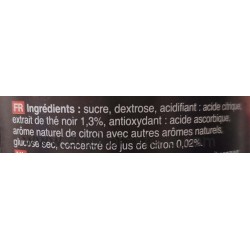 FR Ingrédients : sucre, dextrose, acidifiant : acide citrique,
extrait de thé noir 1,3%, antioxydant : acide ascorbique,
arôme naturel de citron avec autres arômes naturels,
glucose sec, concentre de jus de citron 0,02%.